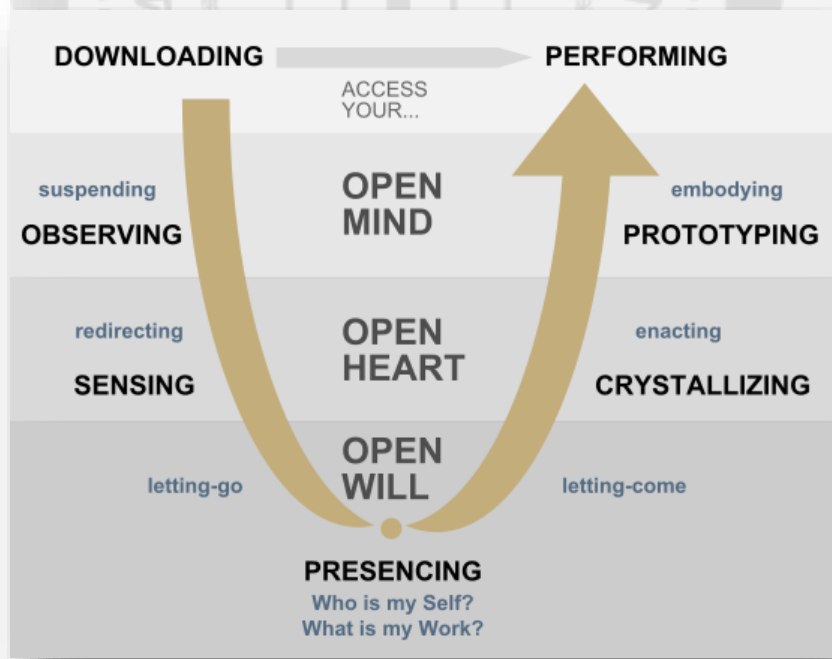 DOWNLOADING
PERFORMING
ACCESS
YOUR...
suspending
OPEN
MIND
embodying
OBSERVING
PROTOTYPING
redirecting
OPEN
HEART
enacting
SENSING
CRYSTALLIZING
OPEN
WILL
letting-go
letting-come
PRESENCING
Who is my Self?
What is my Work?